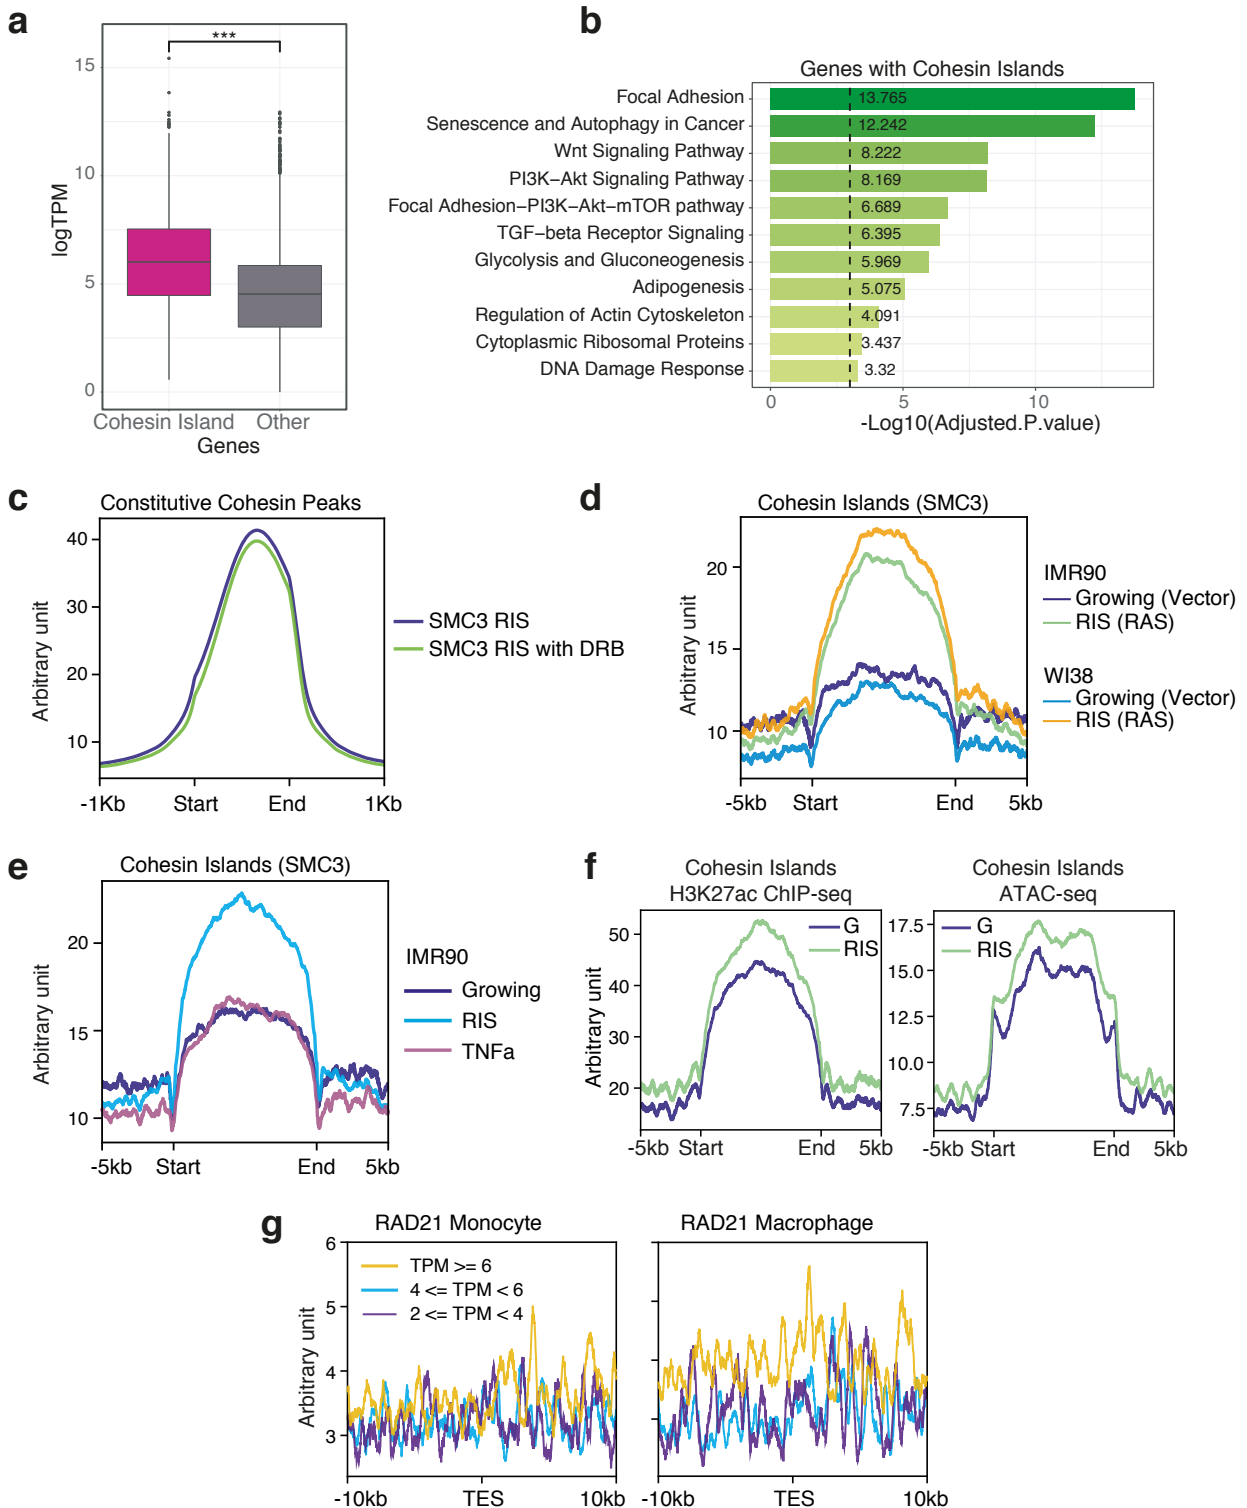 a
***
15
10
5
0
logTPM
Cohesin Island
Other
Genes
b
Genes with Cohesin Islands
Focal Adhesion
13.765
Senescence and Autophagy in Cancer
12.242
Wnt Signaling Pathway
8.222
PI3K−Akt Signaling Pathway
8.169
Focal Adhesion−PI3K−Akt−mTOR pathway
6.689
TGF−beta Receptor Signaling
6.395
Glycolysis and Gluconeogenesis
5.969
Adipogenesis
5.075
Regulation of Actin Cytoskeleton
4.091
Cytoplasmic Ribosomal Proteins
3.437
DNA Damage Response
3.32
0
5
10
-Log10(Adjusted.P.value)
c
Constitutive Cohesin Peaks
40
30
20
10
Arbitrary unit
-1Kb
Start
End
1Kb
SMC3 RIS
SMC3 RIS with DRB
d
Cohesin Islands (SMC3)
20
15
10
Arbitrary unit
-5kb
Start
End
5kb
IMR90
Growing (Vector)
RIS (RAS)
WI38
Growing (Vector)
RIS (RAS)
e
Cohesin Islands (SMC3)
20
15
10
Arbitrary unit
-5kb
Start
End
5kb
IMR90
Growing
RIS
TNFa
f
Cohesin Islands
H3K27ac ChIP-seq
50
40
30
20
Arbitrary unit
G
RIS
-5kb
Start
End
5kb
Cohesin Islands
ATAC-seq
17.5
15.0
12.5
10.0
7.5
G
RIS
-5kb
Start
End
5kb
g
RAD21 Monocyte
6
5
4
3
Arbitrary unit
TPM >= 6
4 <= TPM < 6
2 <= TPM < 4
-10kb
TES
10kb
RAD21 Macrophage
-10kb
TES
10kb